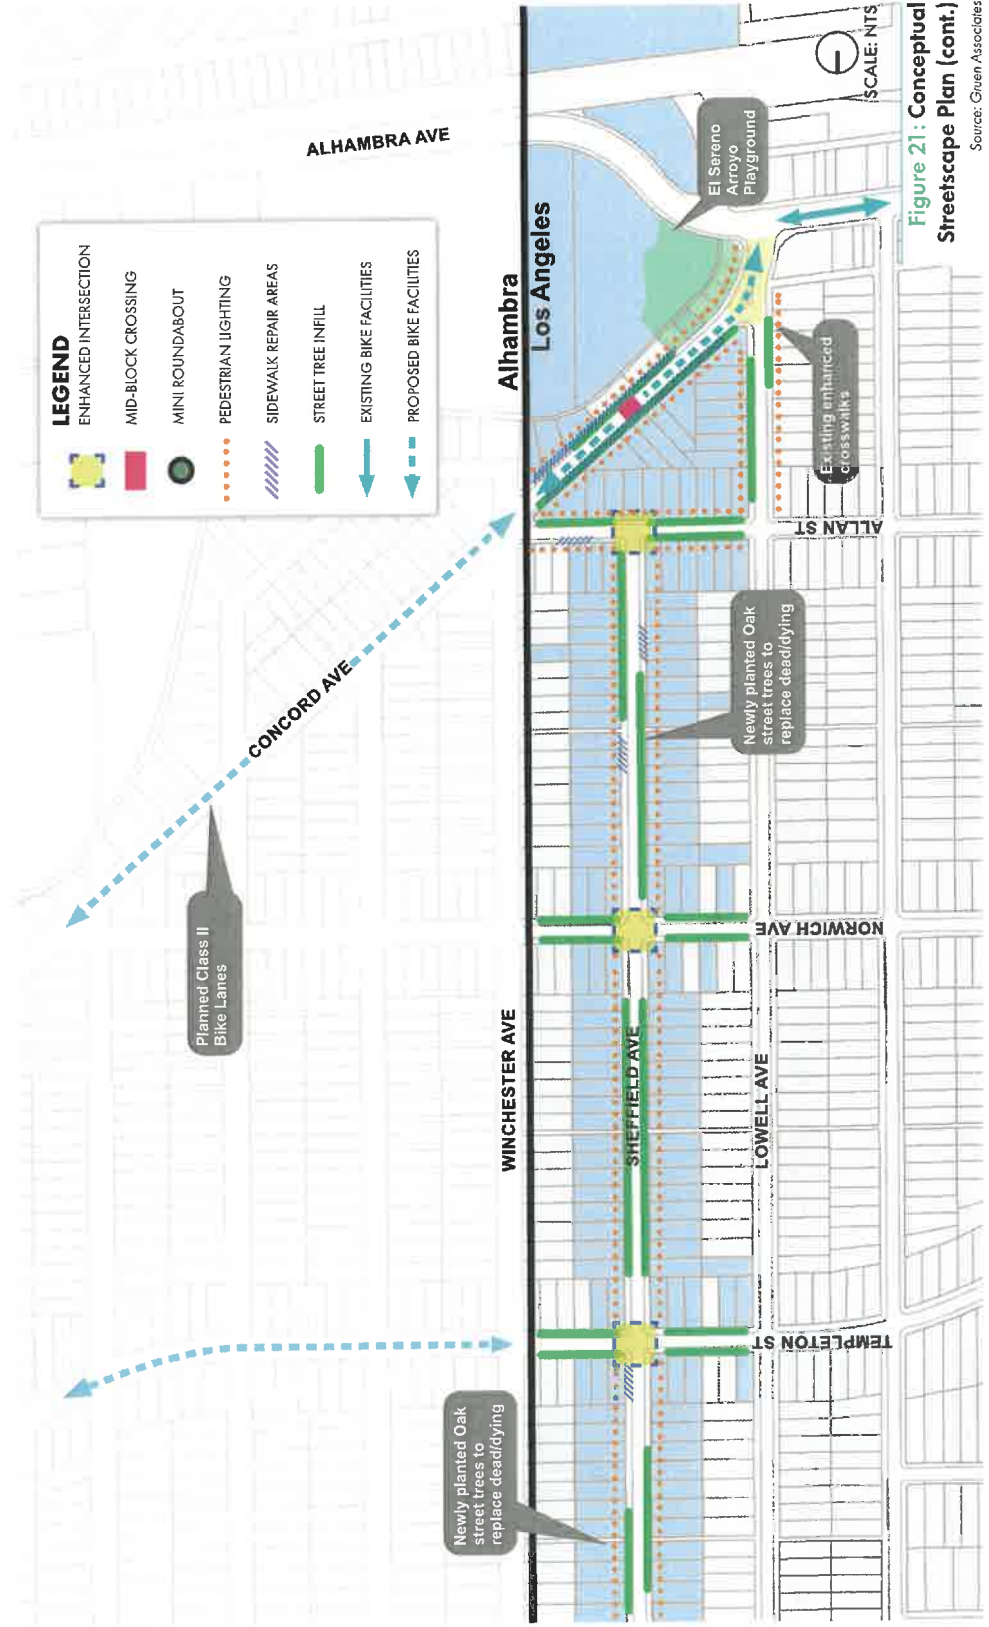 LEGEND
ENHANCED INTERSECTION
MID-BLOCK CROSSING
MINI ROUNDABOUT
PEDESTRIAN LIGHTING
SIDEWALK REPAIR AREAS
STREET TREE INFILL
EXISTING BIKE FACILITIES
PROPOSED BIKE FACILITIES
ALHAMBRA AVE
CONCORD AVE
Planned Class II
Bike Lanes
Alhambra
Los Angeles
WINCHESTER AVE
Newly planted Oak
street trees to
replace dead/dying
SHEFFIELD AVE
LOWELL AVE
TEMPLETON ST
NORWICH AVE
ALLAN ST
Newly planted Oak
street trees to
replace dead/dying
Existing enhanced
crosswalks
El Sereno
Arroyo
Playground
SCALE: NTS
Figure 21: Conceptual
Streetscape Plan (cont.)
Source: Gruen Associates